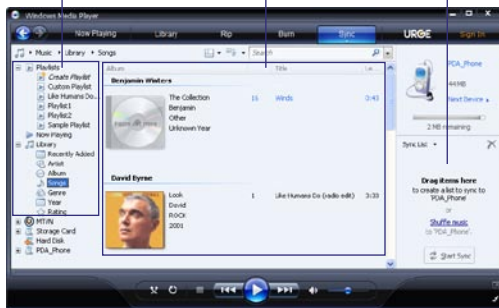 Windows Media Player
Now Playing Library Rip Burn Sync URGE Sign In
Music Library Songs
Search
Playlists
Create Playlist
Custom Playlist
Like Humans Do...
Playlist1
Playlist2
Sample Playlist
Now Playing
Library
Recently Added
Artist
Album
Songs
Genre
Year
Rating
MTAIN
Storage Card
Hard Disk
PDA_Phone
Album Title
Benjamin Winters
The Collection 11 Winds 3:43
Benjamin
Other
Unknown Year
David Byrne
Look 1 Like Humans Do (radio edit) 3:33
David
ROCK
2001
PDA_Phone
44 MB
Next Device
2 MB remaining
Sync List
Drag items here
to create a list to sync to
'PDA_Phone'
or
Shuffle music
to 'PDA_Phone'.
Start Sync